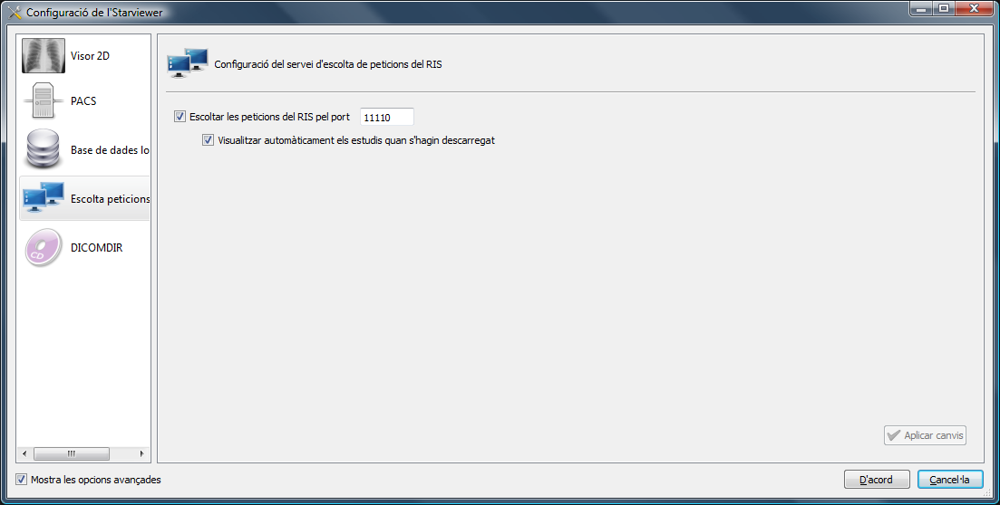 Configuració de l'Starviewer
Visor 2D
PACS
Base de dades lo
Escolta peticions
CD
DICOMDIR
Configuració del servei d'escolta de peticions del RIS
Escoltar les peticions del RIS pel port 11110
Visualitzar automàticament els estudis quan s'hagin descarregat
Aplicar canvis
Mostra les opcions avançades
D'acord
Cancel·la